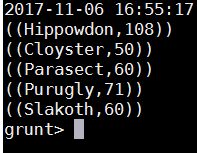 2017-11-06 16:55:17
((Hippowdon,108))
((Cloyster,50))
((Parasect,60))
((Purugly,71))
((Slakoth,60))
grunt>